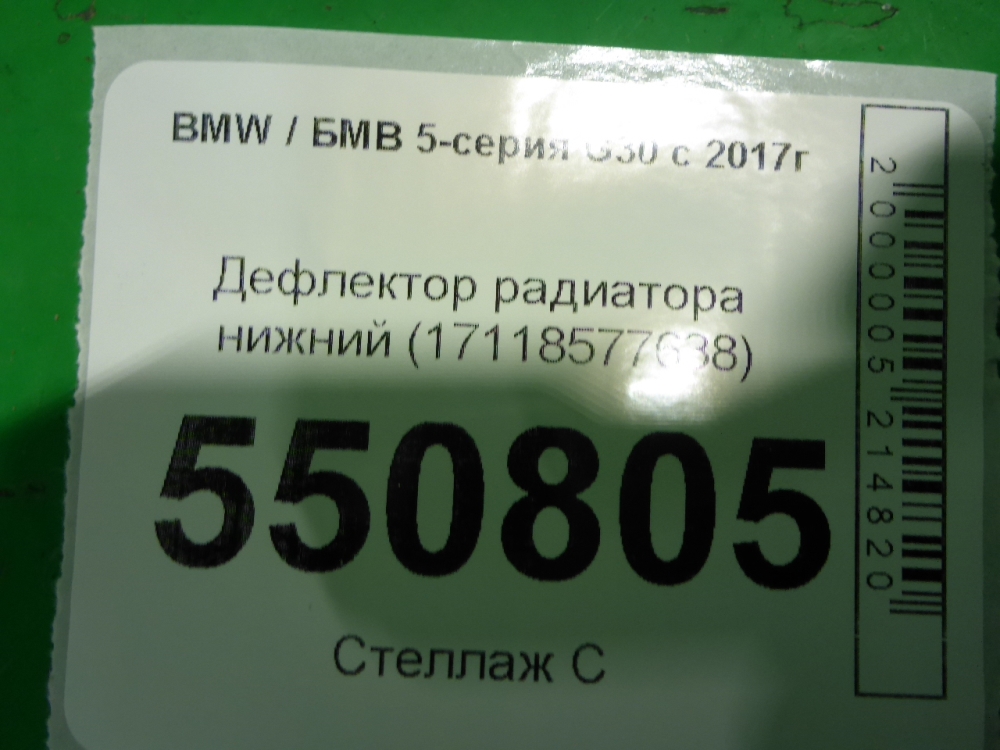 BMW / БМВ 5-серия G30 с 2017г
Дефлектор радиатора
нижний (17118577638)
550805
Стеллаж С
2000005214820